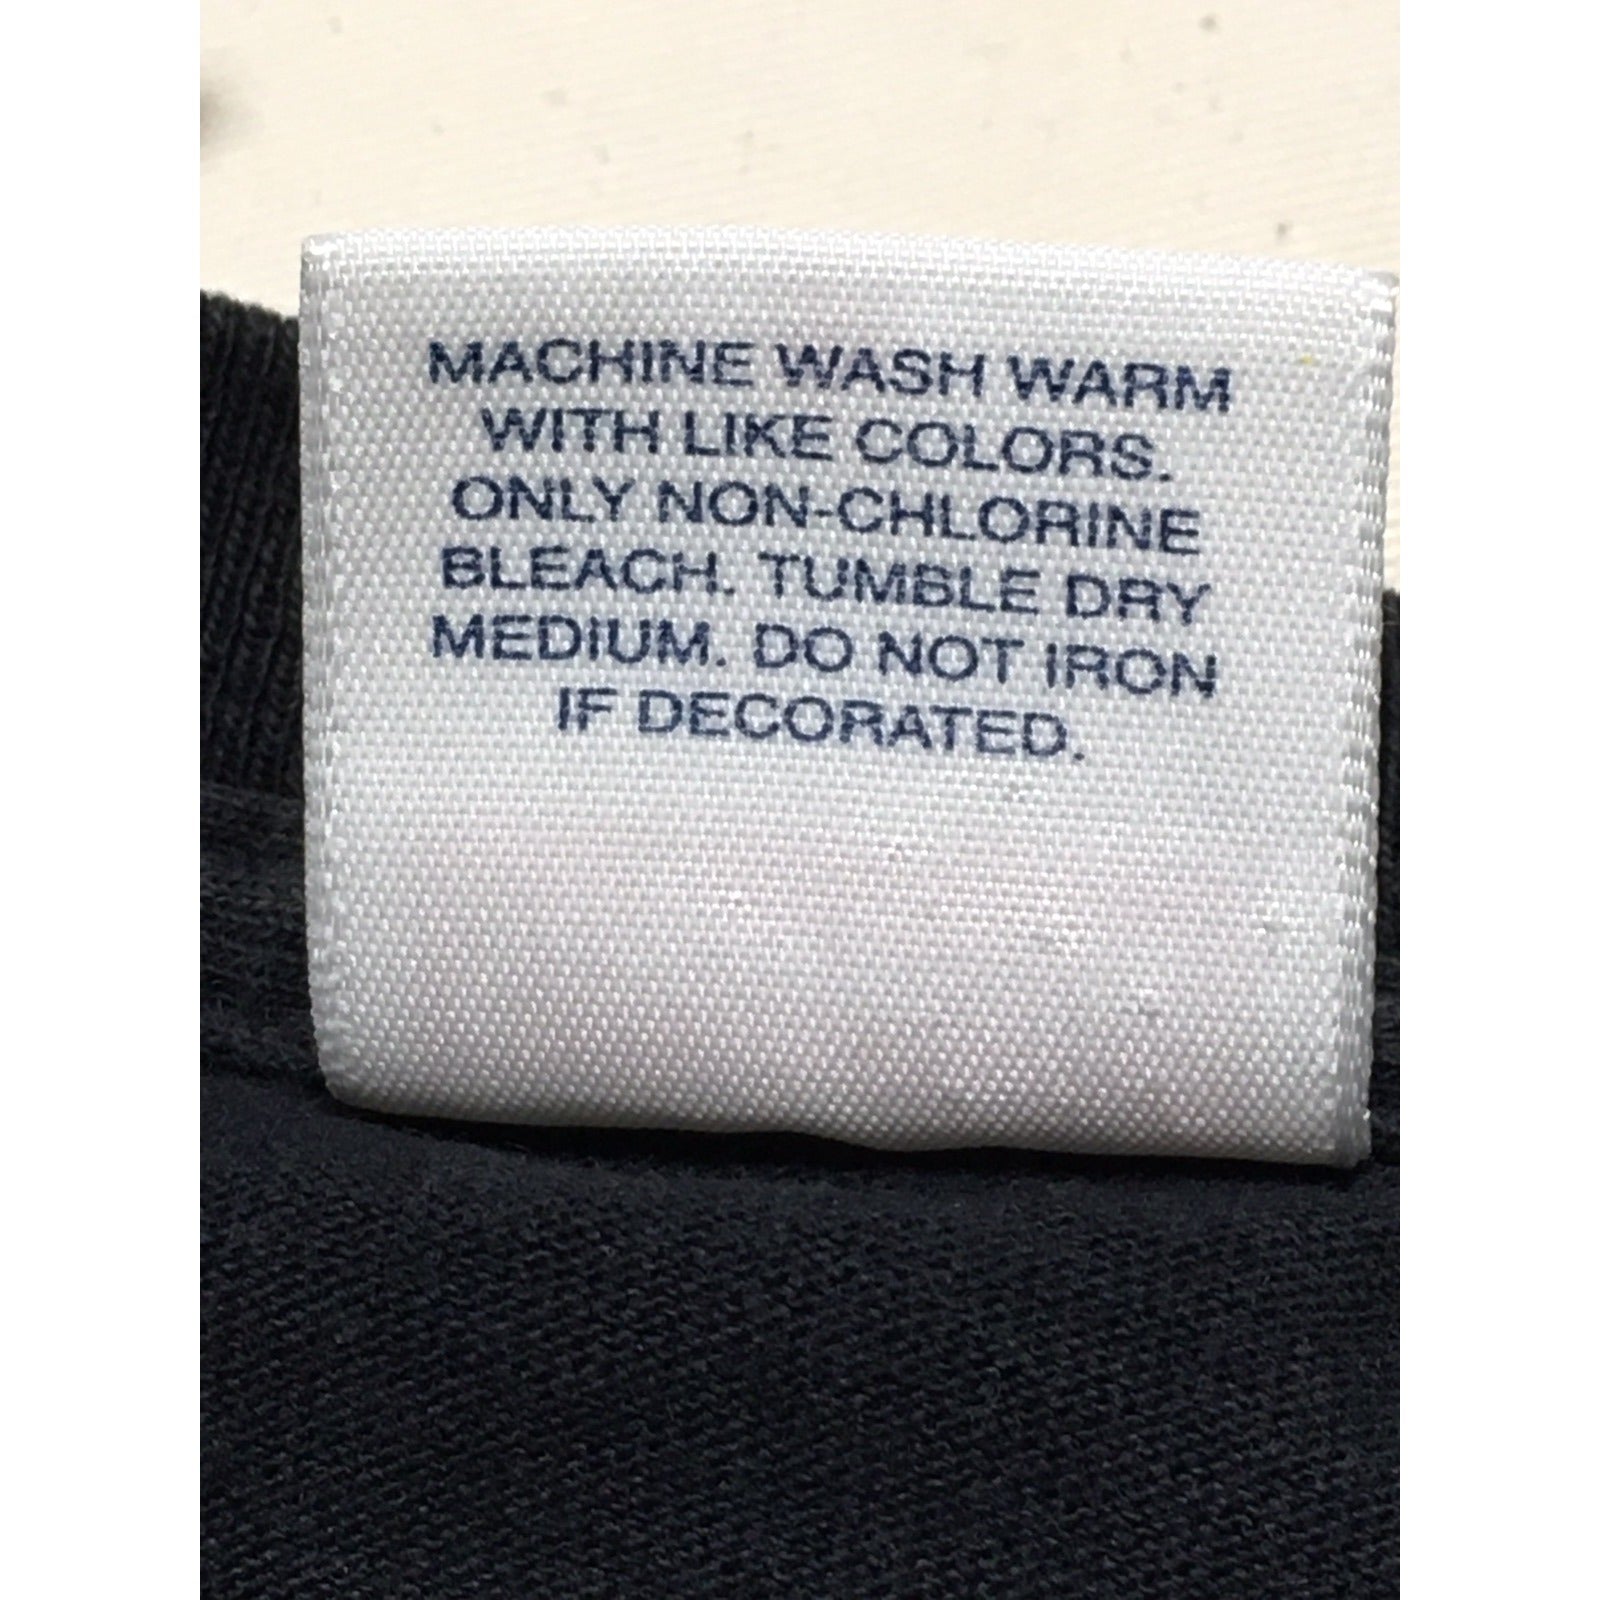 MACHINE WASH WARM
WITH LIKE COLORS.
ONLY NON-CHLORINE
BLEACH. TUMBLE DRY
MEDIUM. DO NOT IRON
IF DECORATED.